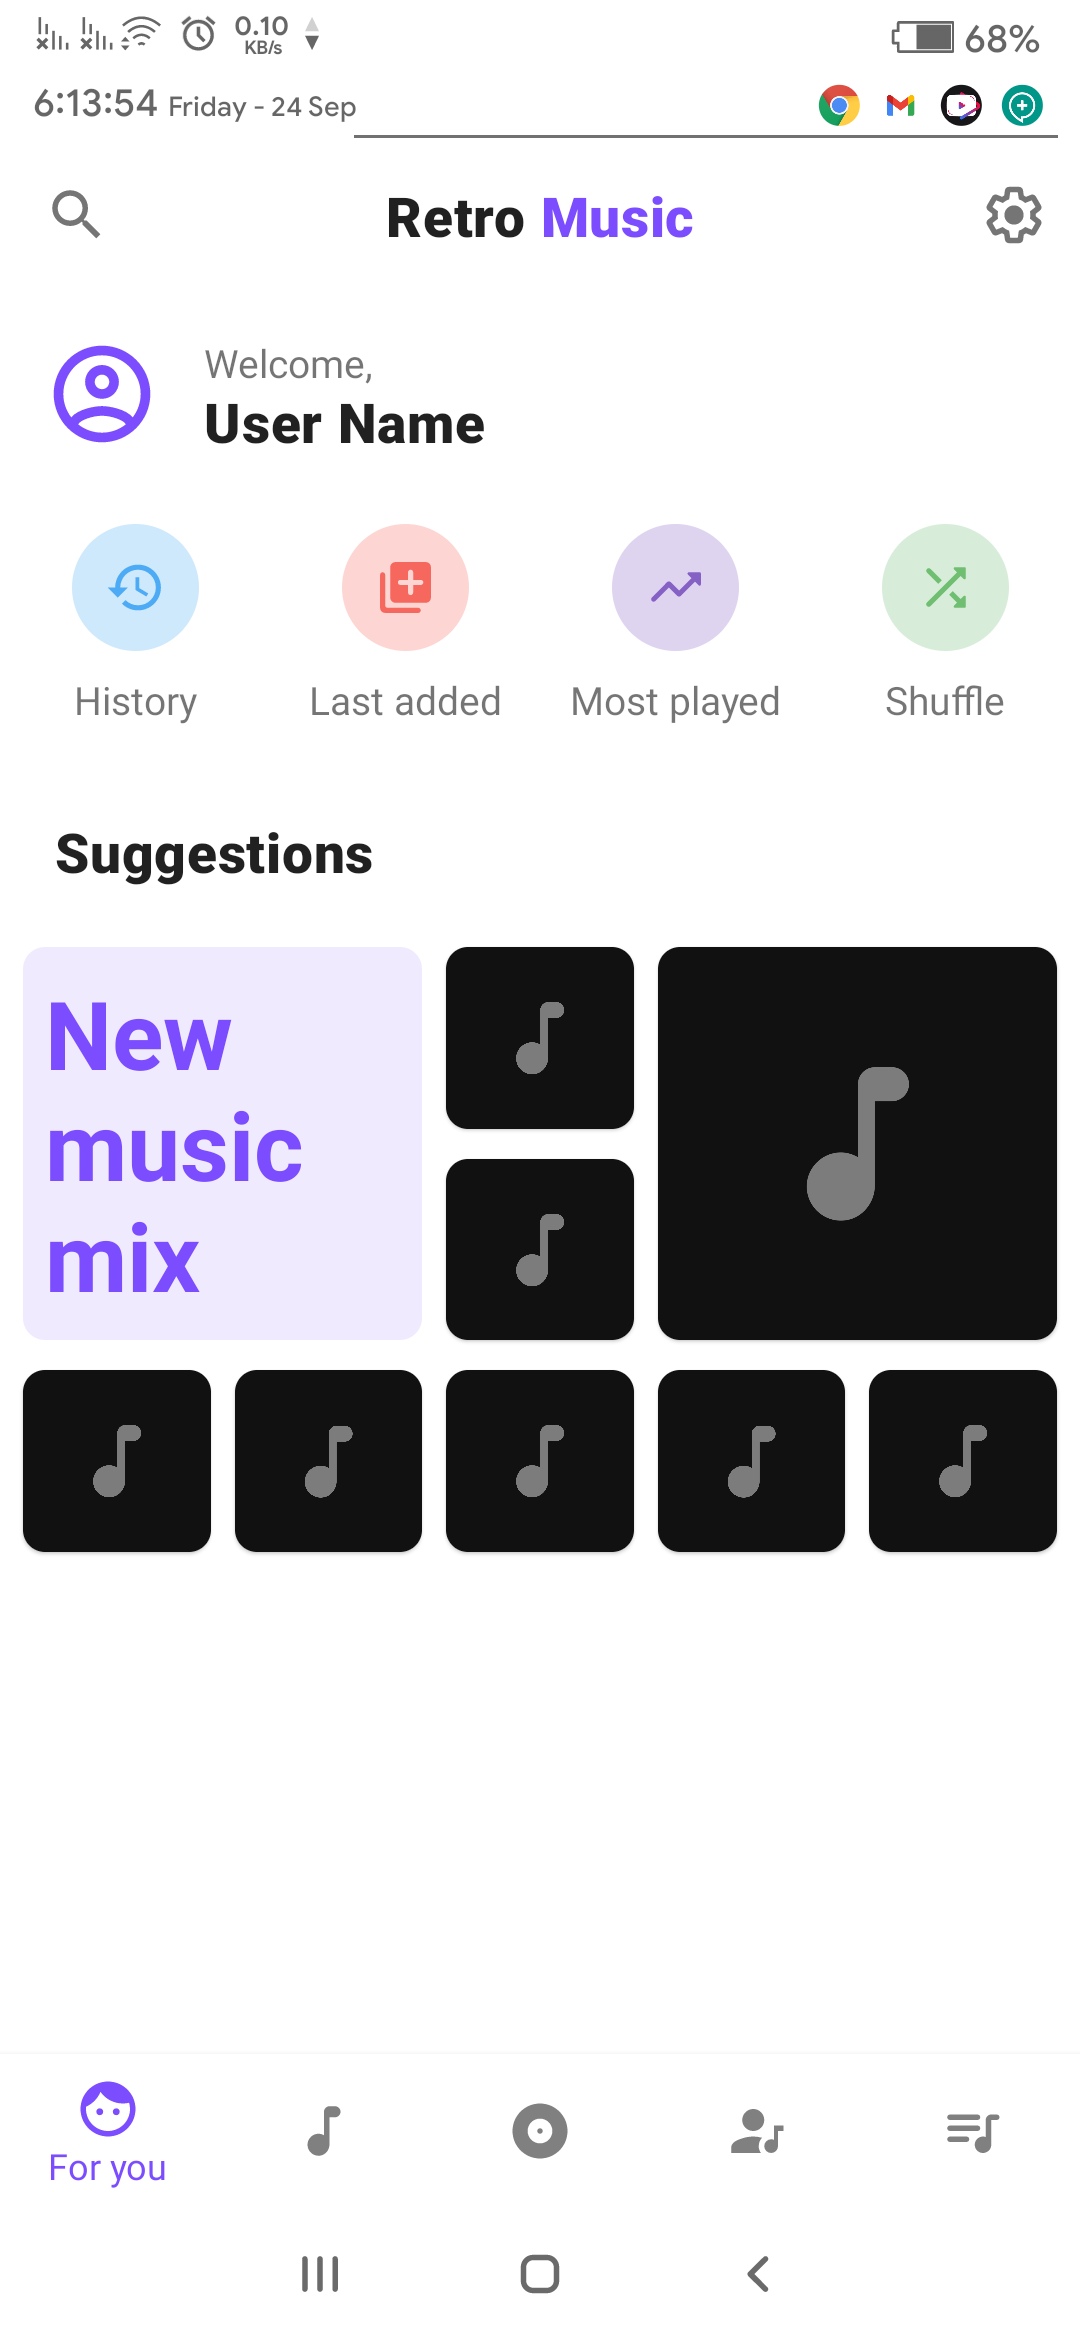 0.10
KB/s
68%
6:13:54 Friday - 24 Sep
Retro Music
Welcome,
User Name
History
Last added
Most played
Shuffle
Suggestions
New
music
mix
For you